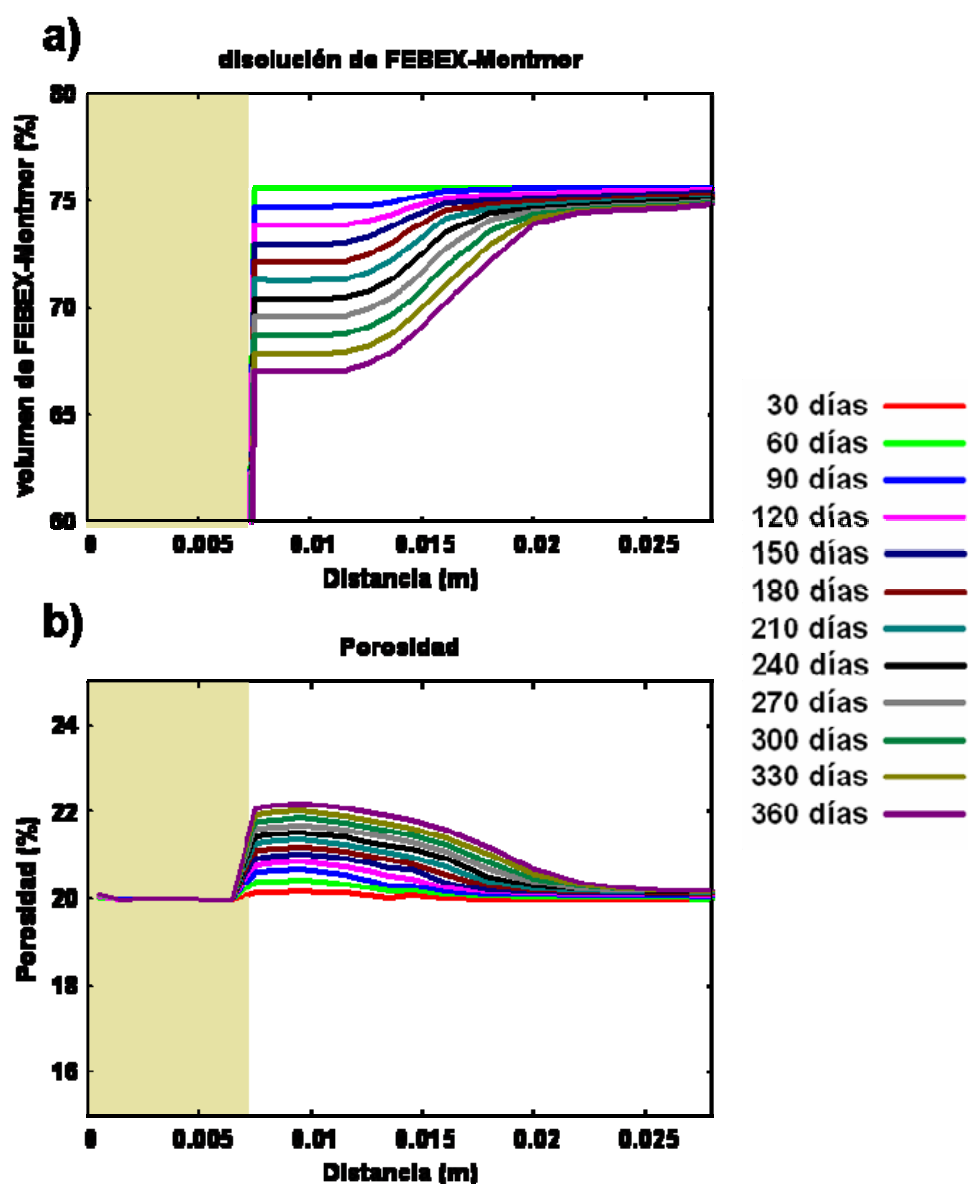 a)
disolución de FEBEX-Montmor
80
75
70
65
60
volumen de FEBEX-Montmor (%)
0
0.005
0.01
0.015
0.02
0.025
Distancia (m)
30 días
60 días
90 días
120 días
150 días
180 días
210 días
240 días
270 días
300 días
330 días
360 días
b)
Porosidad
24
22
20
18
16
Porosidad (%)
0
0.005
0.01
0.015
0.02
0.025
Distancia (m)